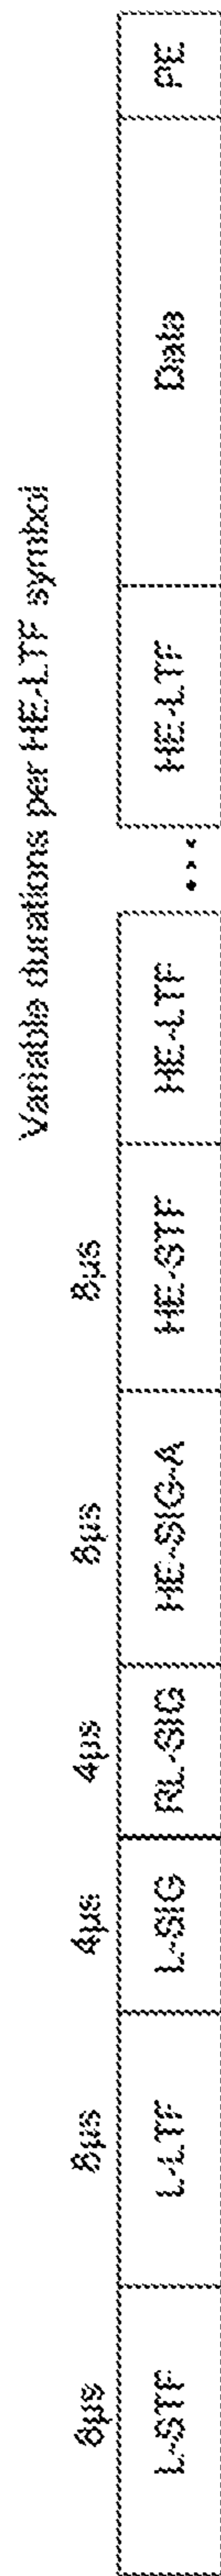 Variable durations per HE-LTF symbol
8µs 8µs 4µs 4µs 8µs 8µs
L-STF L-LTF L-SIG RL-SIG HE-SIG-A HE-STF HE-LTF ... HE-LTF Data PE